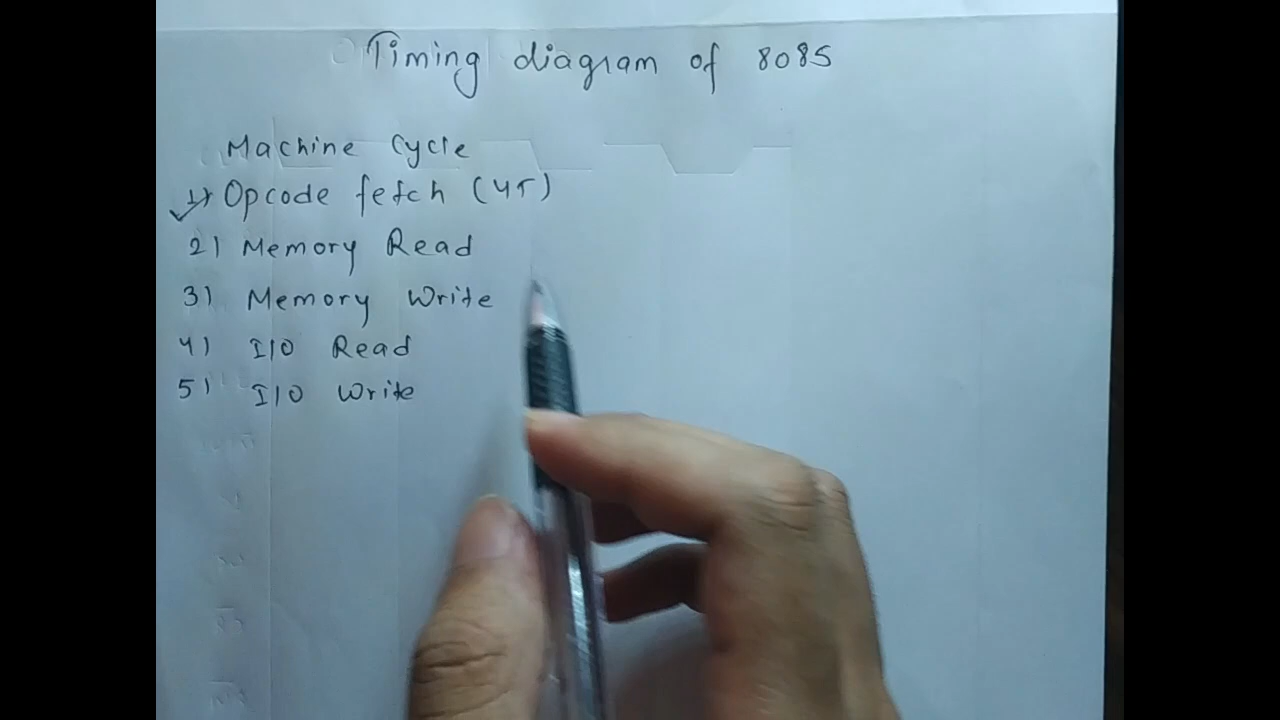 Timing diagram of 8085
Machine Cycle
1) Opcode fetch (4T)
2) Memory Read
3) Memory Write
4) I/O Read
5) I/O Write